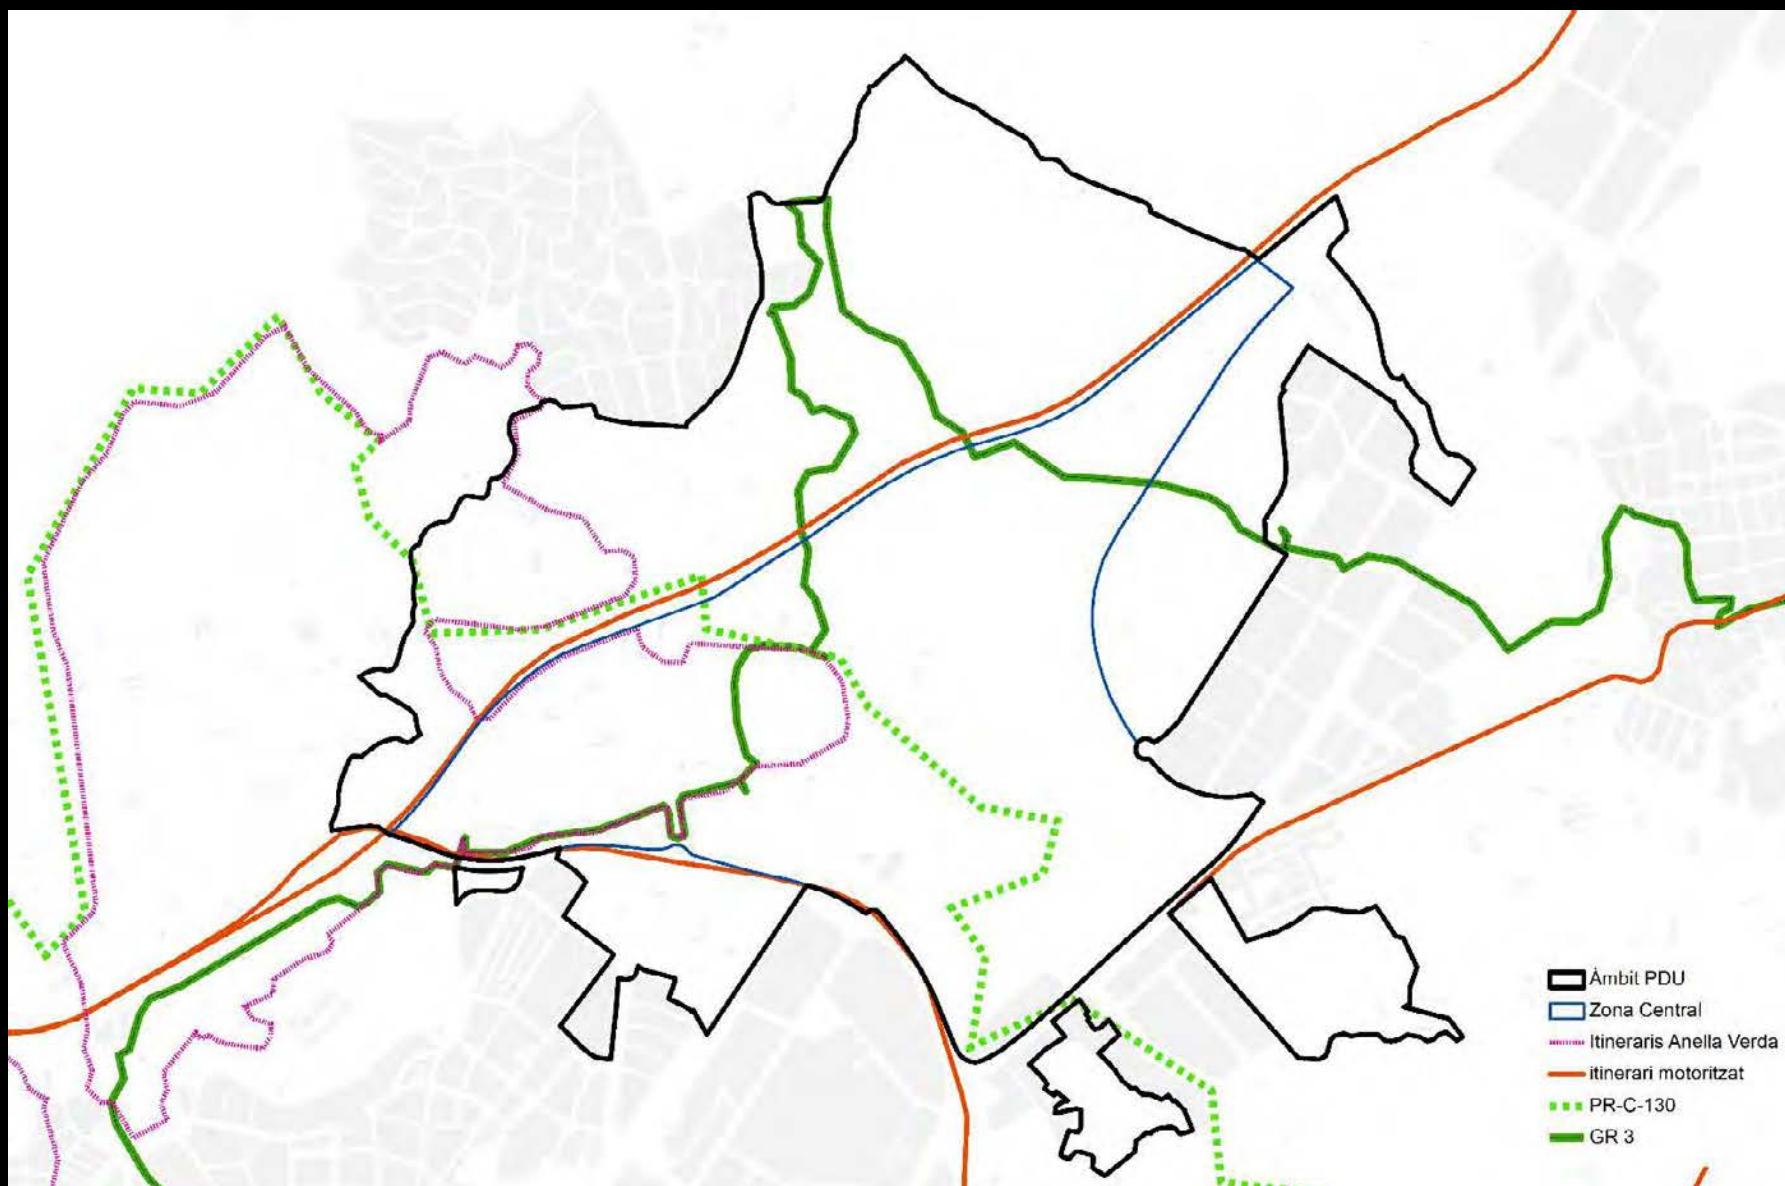 Àmbit PDU
Zona Central
Itineraris Anella Verda
itinerari motoritzat
PR-C-130
GR 3